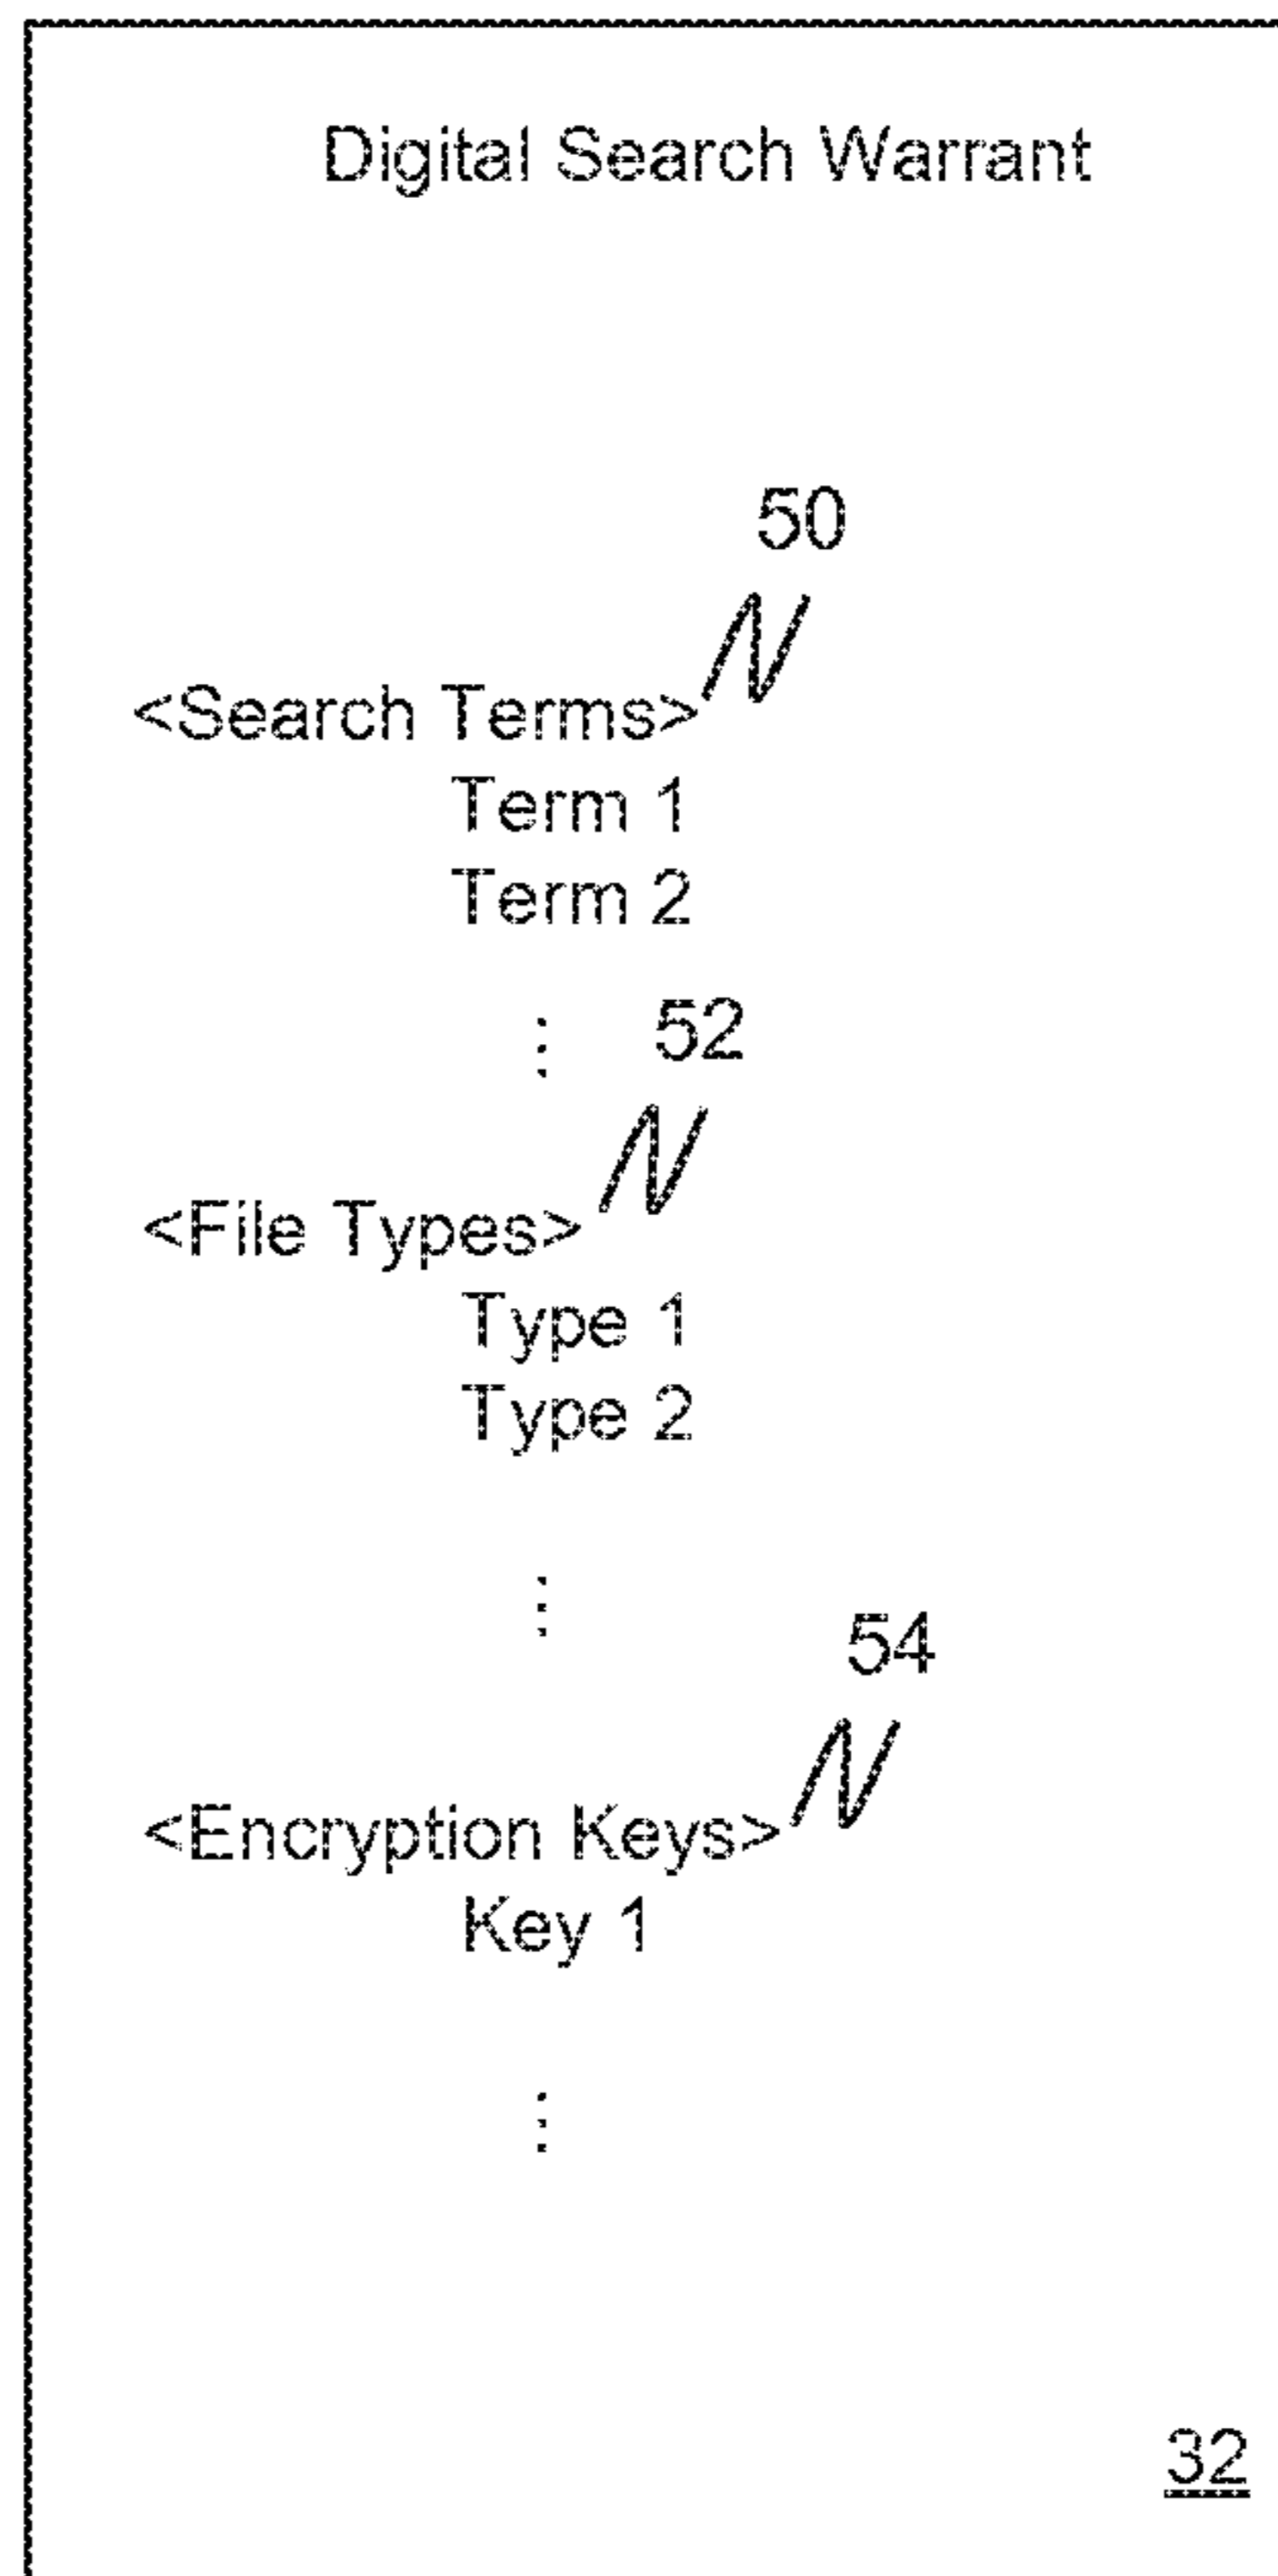 Digital Search Warrant
50
<Search Terms>
Term 1
Term 2
⋮
52
<File Types>
Type 1
Type 2
⋮
54
<Encryption Keys>
Key 1
⋮
32